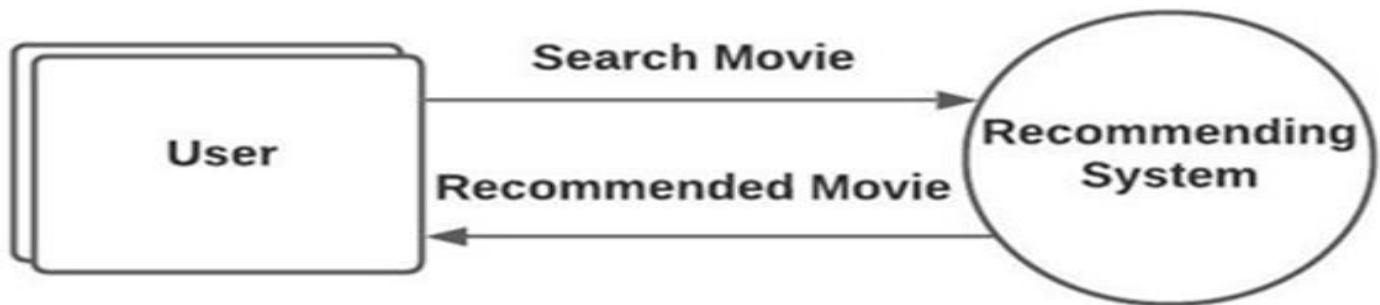 Search Movie
User
Recommending
System
Recommended Movie